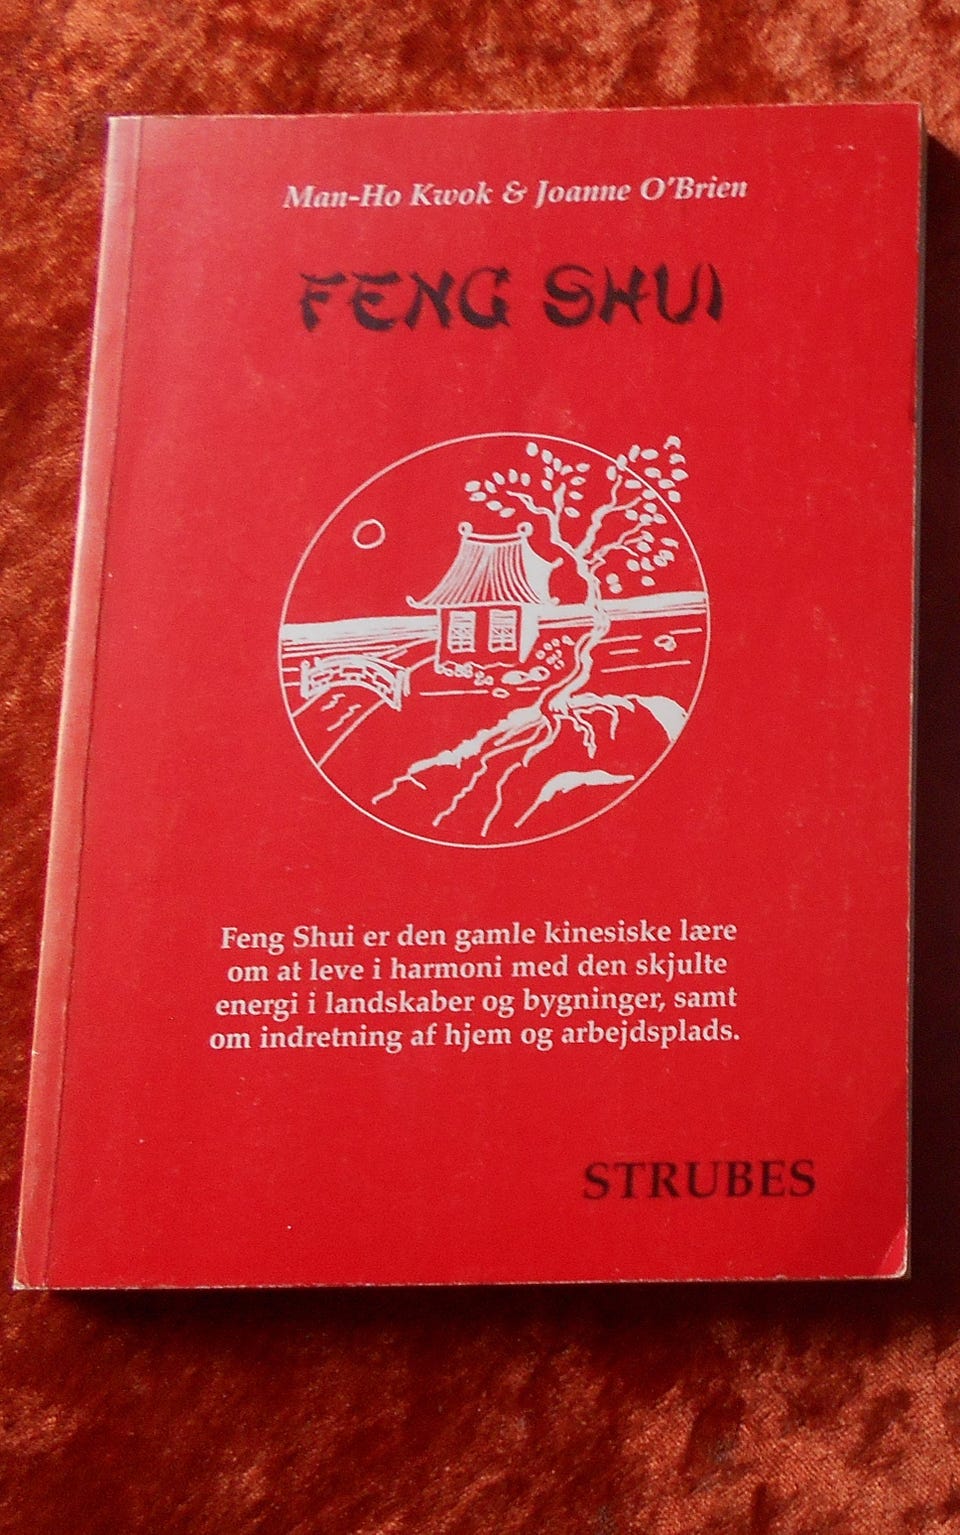 Man-Ho Kwok & Joanne O'Brien
FENG SHUI
Feng Shui er den gamle kinesiske lære
om at leve i harmoni med den skjulte
energi i landskaber og bygninger, samt
om indretning af hjem og arbejdsplads.
STRUBES